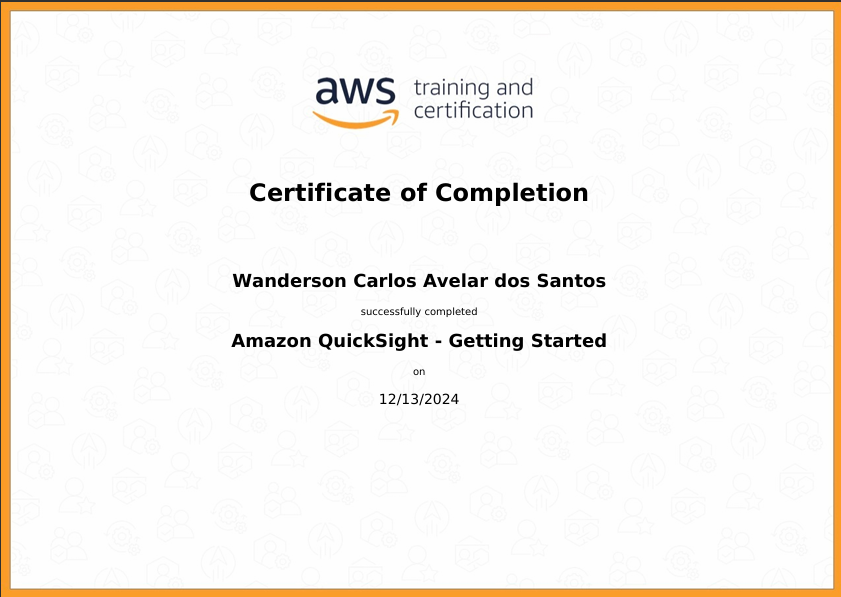 aws training and
certification
Certificate of Completion
Wanderson Carlos Avelar dos Santos
successfully completed
Amazon QuickSight - Getting Started
on
12/13/2024